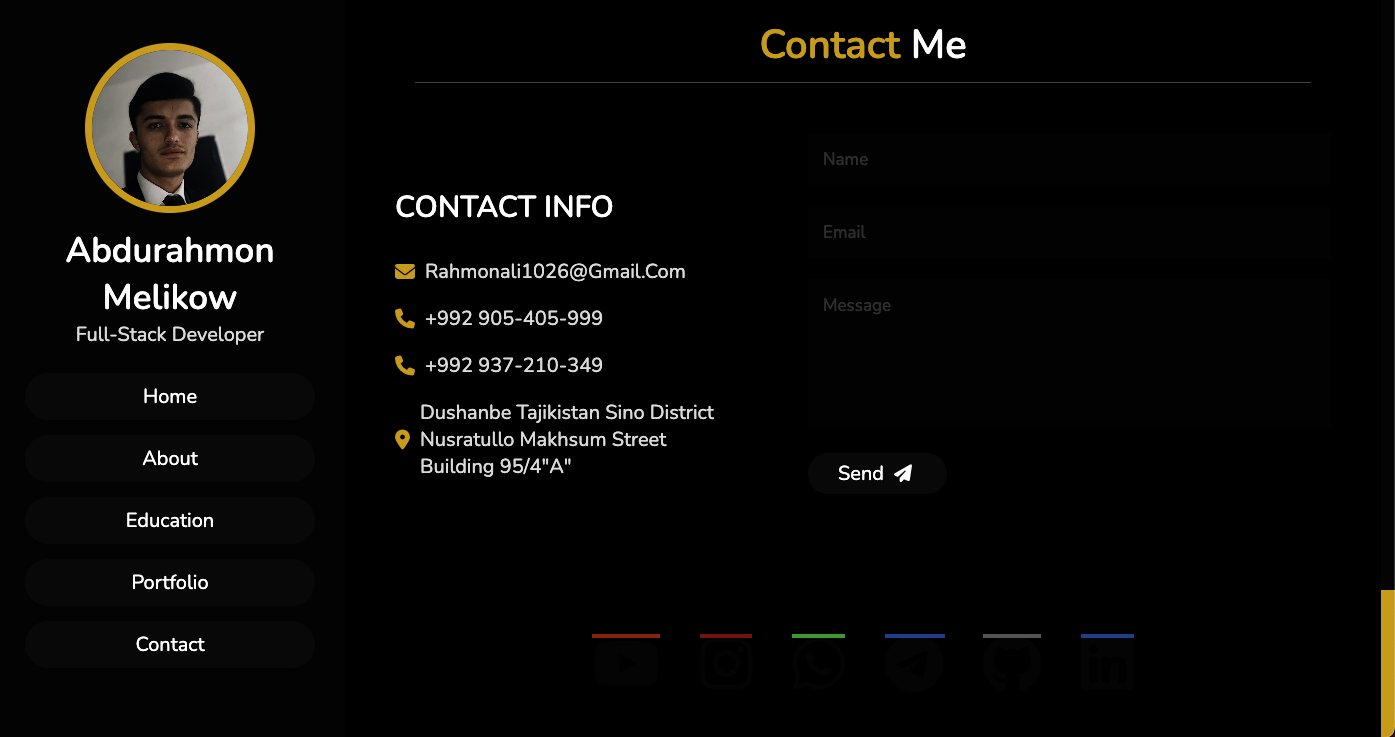 Abdurahmon
Melikow
Full-Stack Developer
Home
About
Education
Portfolio
Contact
Contact Me
CONTACT INFO
Rahmonali1026@Gmail.Com
+992 905-405-999
+992 937-210-349
Dushanbe Tajikistan Sino District
Nusratullo Makhsum Street
Building 95/4"A"
Name
Email
Message
Send